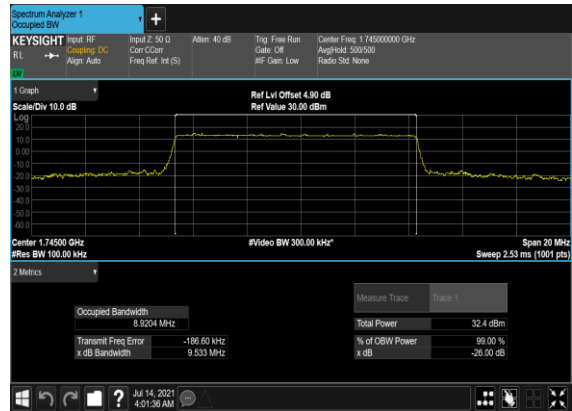 Spectrum Analyzer 1
Occupied BW
+
KEYSIGHT Input: RF Input Z: 50 Ω Atten: 40 dB Trig: Free Run Center Freq: 1.745000000 GHz
RL Coupling: DC Corr CCorr Gate: Off Avg|Hold: 500/500
Align: Auto Freq Ref: Int (S) #IF Gain: Low Radio Std: None
1 Graph Ref Lvl Offset 4.90 dB
Scale/Div 10.0 dB Ref Value 30.00 dBm
Log
20.0
10.0
0.00
-10.0
-20.0
-30.0
-40.0
-50.0
-60.0
Center 1.74500 GHz #Video BW 300.00 kHz* Span 20 MHz
#Res BW 100.00 kHz Sweep 2.53 ms (1001 pts)
2 Metrics
Measure Trace Trace 1
Occupied Bandwidth
8.9204 MHz Total Power 32.4 dBm
Transmit Freq Error -186.60 kHz % of OBW Power 99.00 %
x dB Bandwidth 9.533 MHz x dB -26.00 dB
? Jul 14, 2021
4:01:36 AM